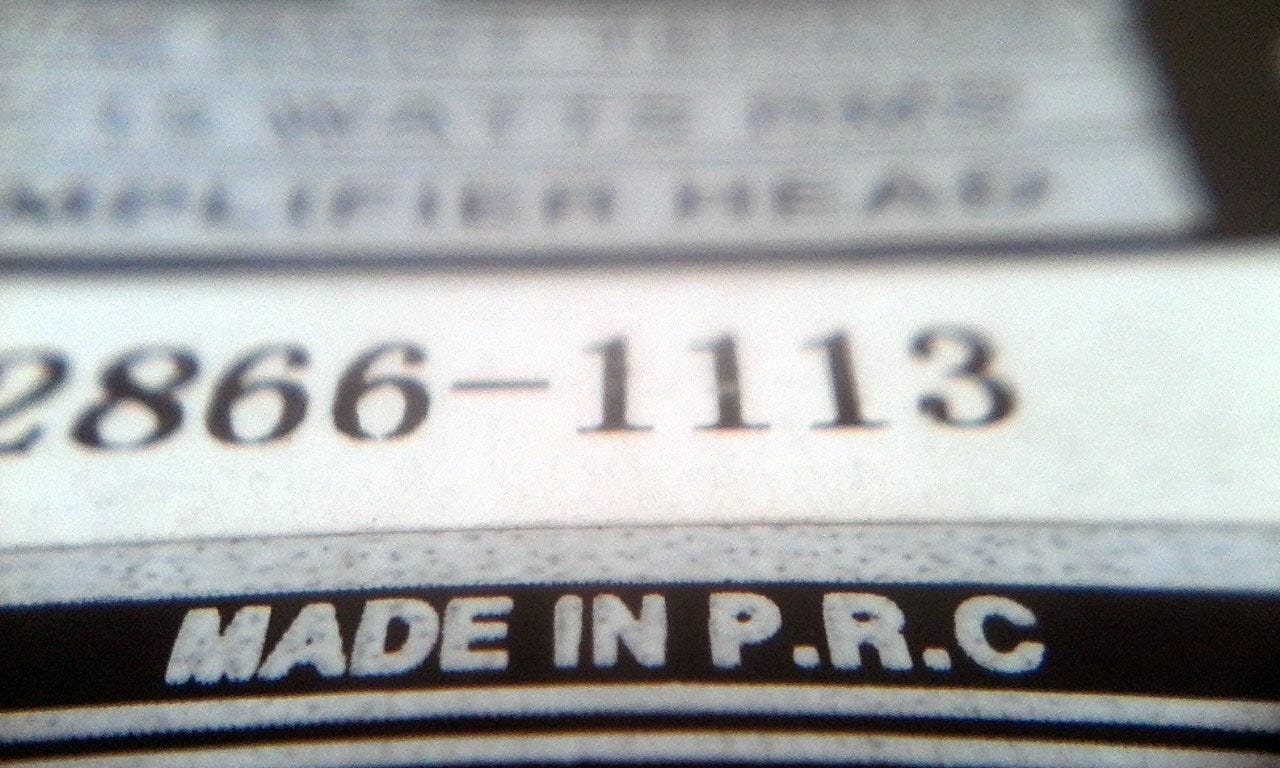 WATTS RMS
MPLIFIER HEAD
2866-1113
MADE IN P.R.C